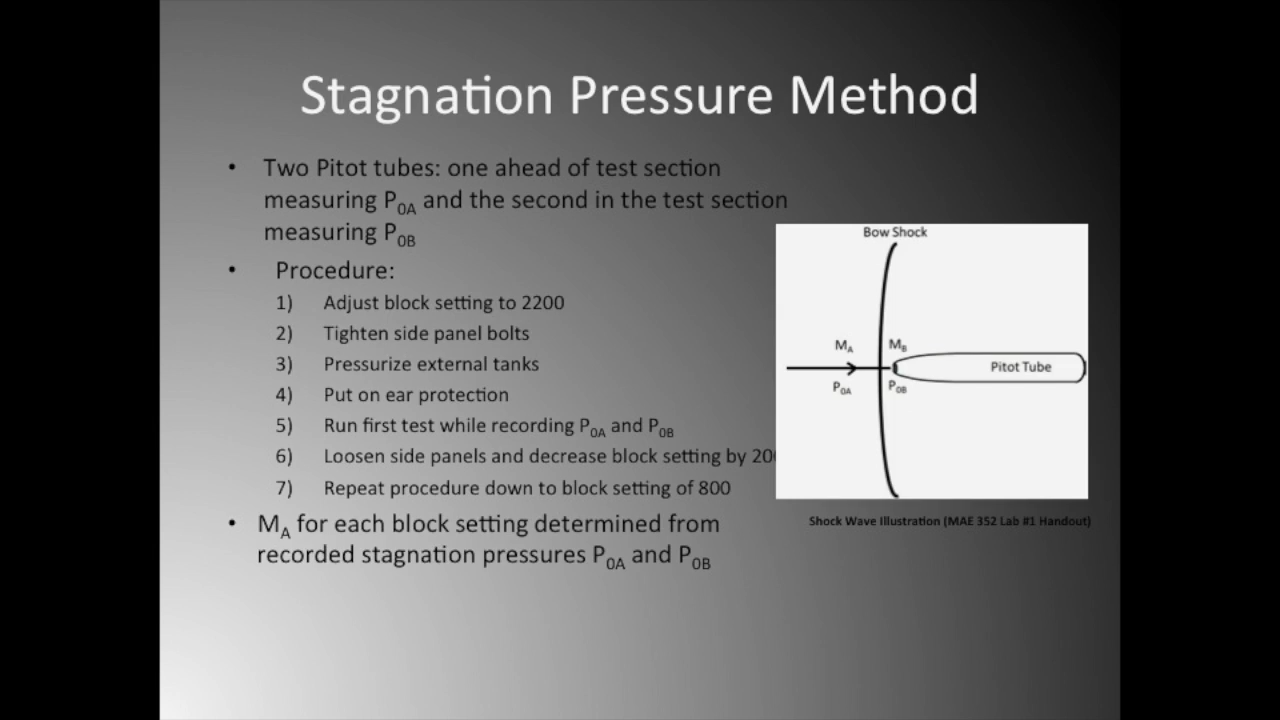 Stagnation Pressure Method
• Two Pitot tubes: one ahead of test section
measuring P0A and the second in the test section
measuring P0B
• Procedure:
1) Adjust block setting to 2200
2) Tighten side panel bolts
3) Pressurize external tanks
4) Put on ear protection
5) Run first test while recording P0A and P0B
6) Loosen side panels and decrease block setting by
7) Repeat procedure down to block setting of 800
• MA for each block setting determined from
recorded stagnation pressures P0A and P0B
Bow Shock
MA MB
Pitot Tube
P0A P0B
Shock Wave Illustration (MAE 352 Lab #1 Handout)